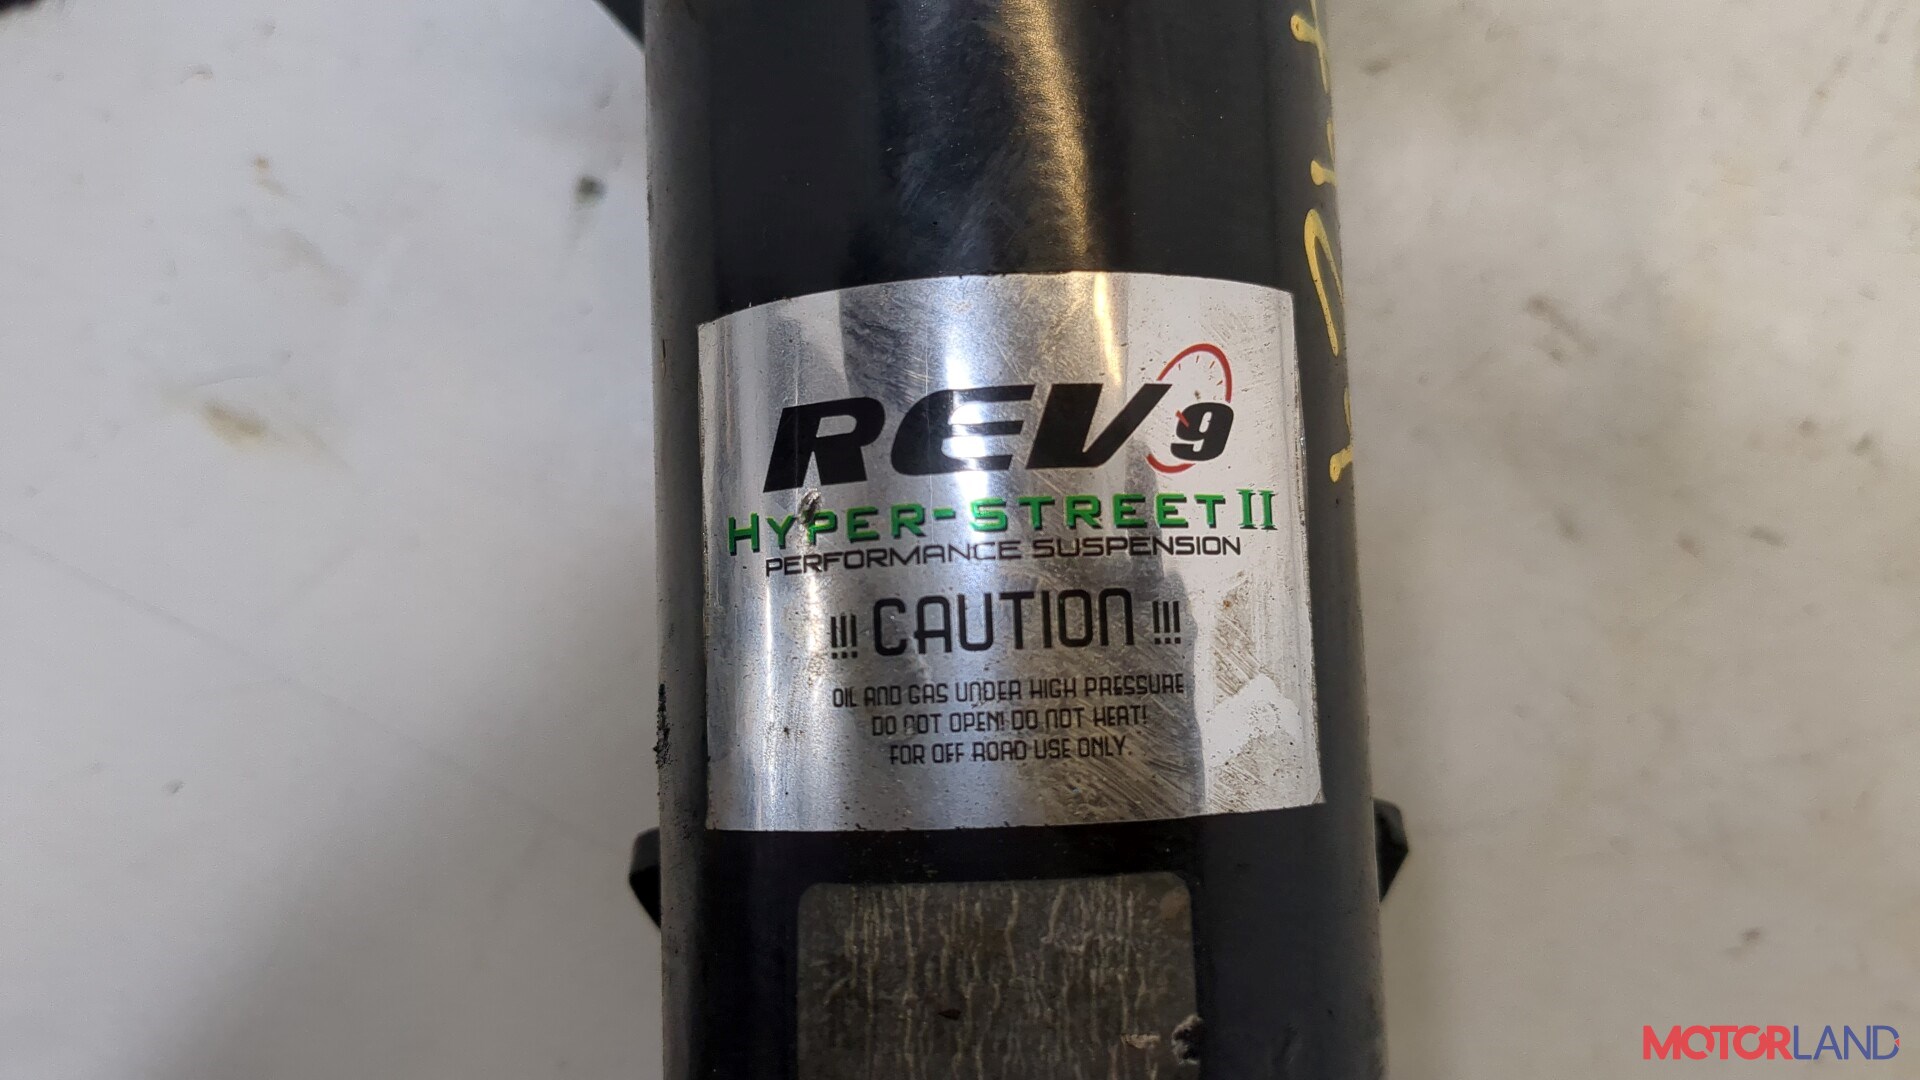 REV9
HYPER-STREET II
PERFORMANCE SUSPENSION
!!! CAUTION !!!
OIL AND GAS UNDER HIGH PRESSURE
DO NOT OPEN! DO NOT HEAT!
FOR OFF ROAD USE ONLY.
MOTORLAND